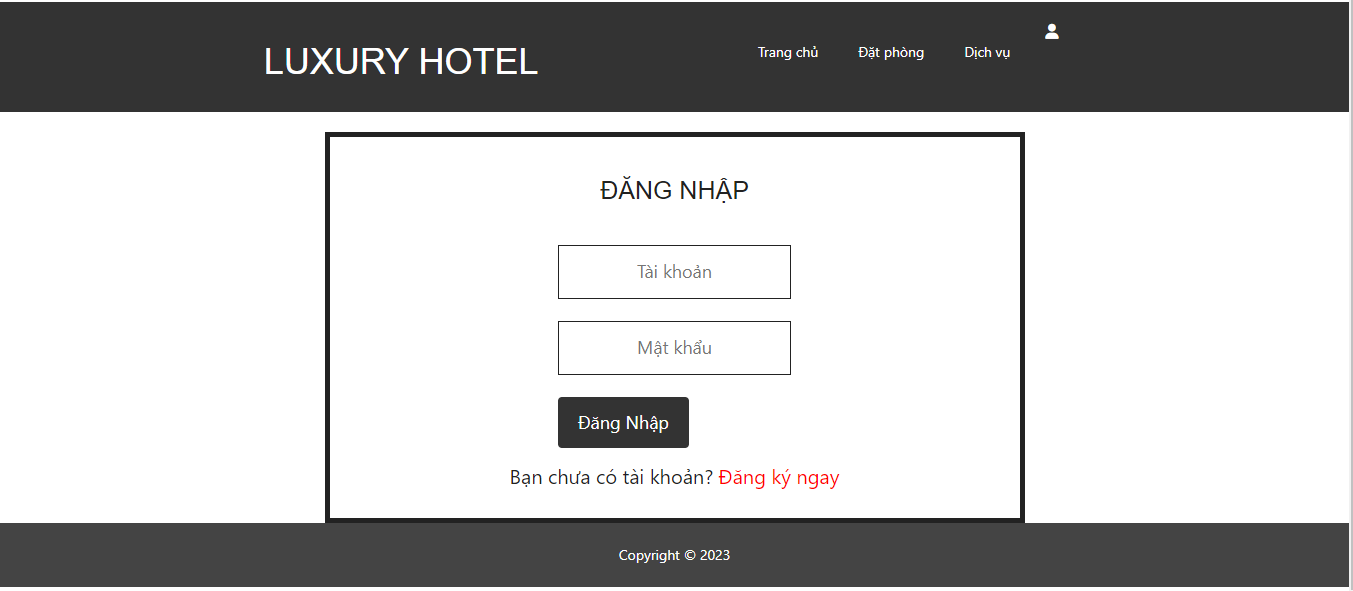 LUXURY HOTEL
Trang chủ Đặt phòng Dịch vụ
ĐĂNG NHẬP
Tài khoản
Mật khẩu
Đăng Nhập
Bạn chưa có tài khoản? Đăng ký ngay
Copyright © 2023